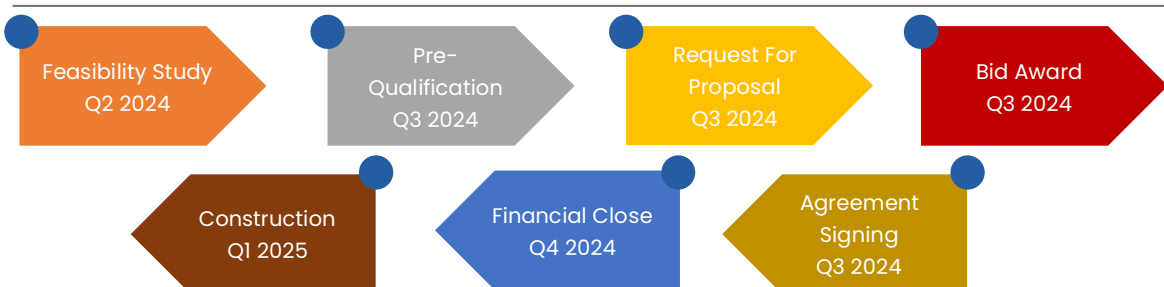 Feasibility Study
Q2 2024
Pre-
Qualification
Q3 2024
Request For
Proposal
Q3 2024
Bid Award
Q3 2024
Agreement
Signing
Q3 2024
Financial Close
Q4 2024
Construction
Q1 2025